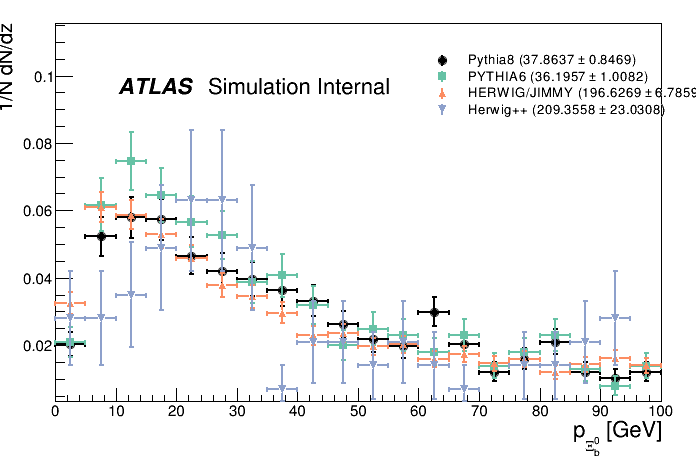 1/N dN/dz
0.1
0.08
0.06
0.04
0.02
ATLAS Simulation Internal
Pythia8 (37.8637 ± 0.8469)
PYTHIA6 (36.1957 ± 1.0082)
HERWIG/JIMMY (196.6269 ± 6.7859
Herwig++ (209.3558 ± 23.0308)
0 10 20 30 40 50 60 70 80 90 100
p_{Ξ_b^0} [GeV]